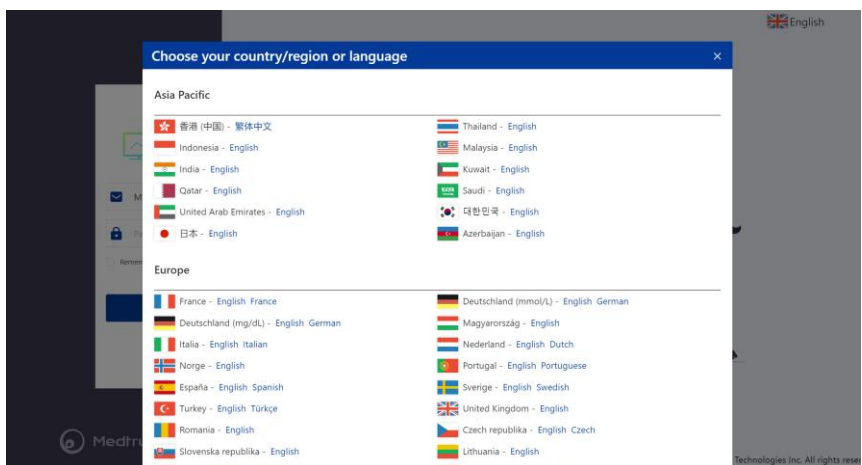 English
Choose your country/region or language
×
Asia Pacific
香港 (中国) - 繁体中文
Thailand - English
Indonesia - English
Malaysia - English
India - English
Kuwait - English
Qatar - English
Saudi - English
United Arab Emirates - English
대한민국 - English
日本 - English
Azerbaijan - English
Europe
France - English France
Deutschland (mmol/L) - English German
Deutschland (mg/dL) - English German
Magyarország - English
Italia - English Italian
Nederland - English Dutch
Norge - English
Portugal - English Portuguese
España - English Spanish
Sverige - English Swedish
Turkey - English Türkçe
United Kingdom - English
Romania - English
Czech republika - English Czech
Slovenska republika - English
Lithuania - English
M
Pa
Remem
Medtru
Technologies Inc. All rights rese